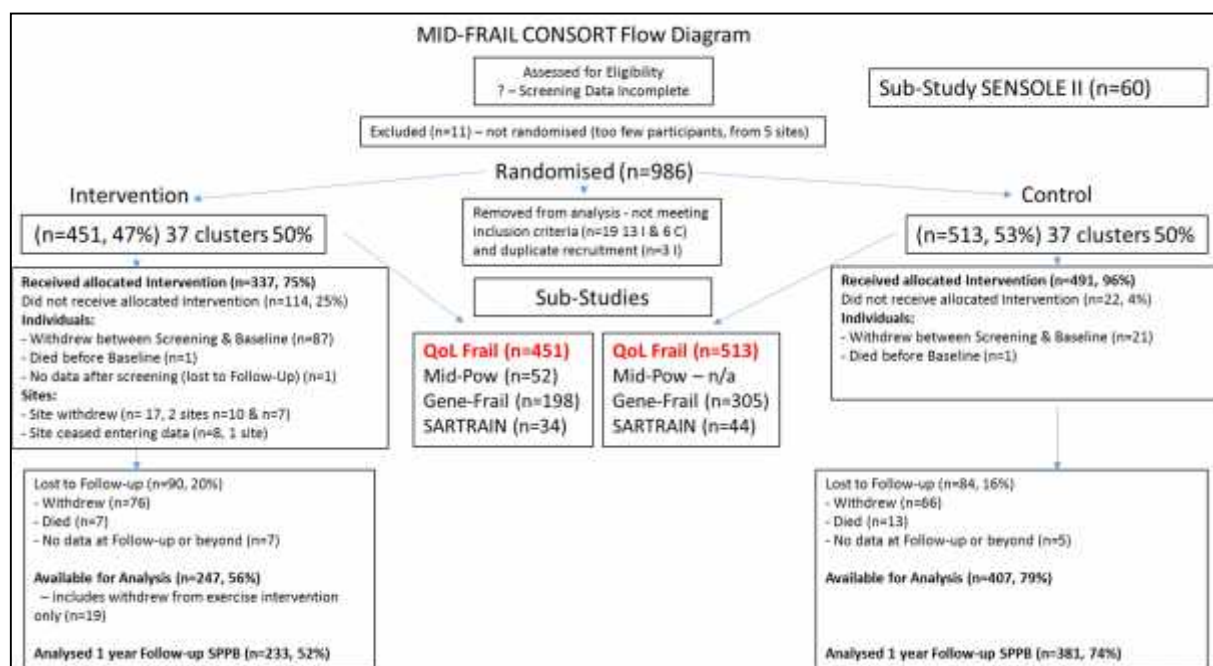 MID-FRAIL CONSORT Flow Diagram
Assessed for Eligibility
? – Screening Data Incomplete
Sub-Study SENSOLE II (n=60)
Excluded (n=11) – not randomised (too few participants, from 5 sites)
Randomised (n=986)
Intervention
Control
Removed from analysis - not meeting
inclusion criteria (n=19 13 I & 6 C)
and duplicate recruitment (n=3 I)
(n=451, 47%) 37 clusters 50%
(n=513, 53%) 37 clusters 50%
Received allocated Intervention (n=337, 75%)
Did not receive allocated Intervention (n=114, 25%)
Individuals:
- Withdrew between Screening & Baseline (n=87)
- Died before Baseline (n=1)
- No data after screening (lost to Follow-Up) (n=1)
Sites:
- Site withdrew (n= 17, 2 sites n=10 & n=7)
- Site ceased entering data (n=8, 1 site)
Received allocated Intervention (n=491, 96%)
Did not receive allocated Intervention (n=22, 4%)
Individuals:
- Withdrew between Screening & Baseline (n=21)
- Died before Baseline (n=1)
Sub-Studies
QoL Frail (n=451)
Mid-Pow (n=52)
Gene-Frail (n=198)
SARTRAIN (n=34)
QoL Frail (n=513)
Mid-Pow – n/a
Gene-Frail (n=305)
SARTRAIN (n=44)
Lost to Follow-up (n=90, 20%)
- Withdrew (n=76)
- Died (n=7)
- No data at Follow-up or beyond (n=7)
Available for Analysis (n=247, 56%)
– includes withdrew from exercise intervention
only (n=19)
Analysed 1 year Follow-up SPPB (n=233, 52%)
Lost to Follow-up (n=84, 16%)
- Withdrew (n=66)
- Died (n=13)
- No data at Follow-up or beyond (n=5)
Available for Analysis (n=407, 79%)
Analysed 1 year Follow-up SPPB (n=381, 74%)